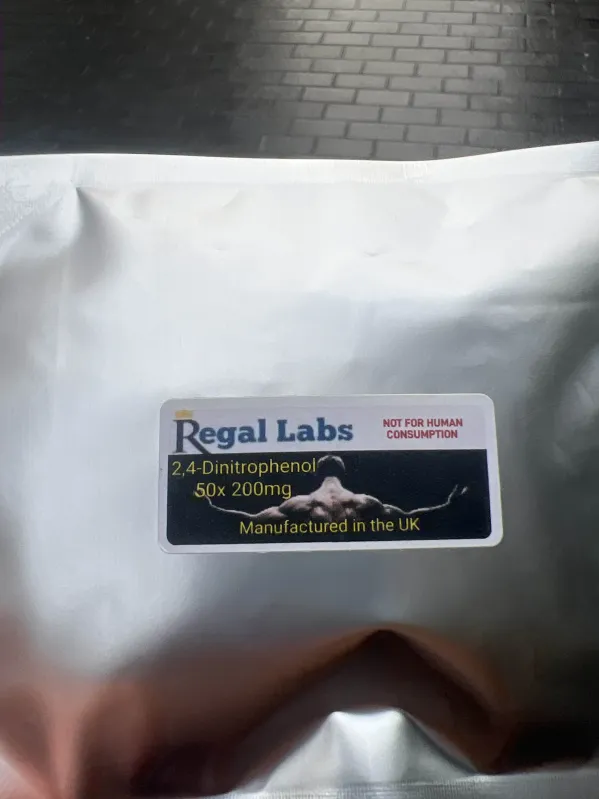 Regal Labs
NOT FOR HUMAN
CONSUMPTION
2,4-Dinitrophenol
50x 200mg
Manufactured in the UK